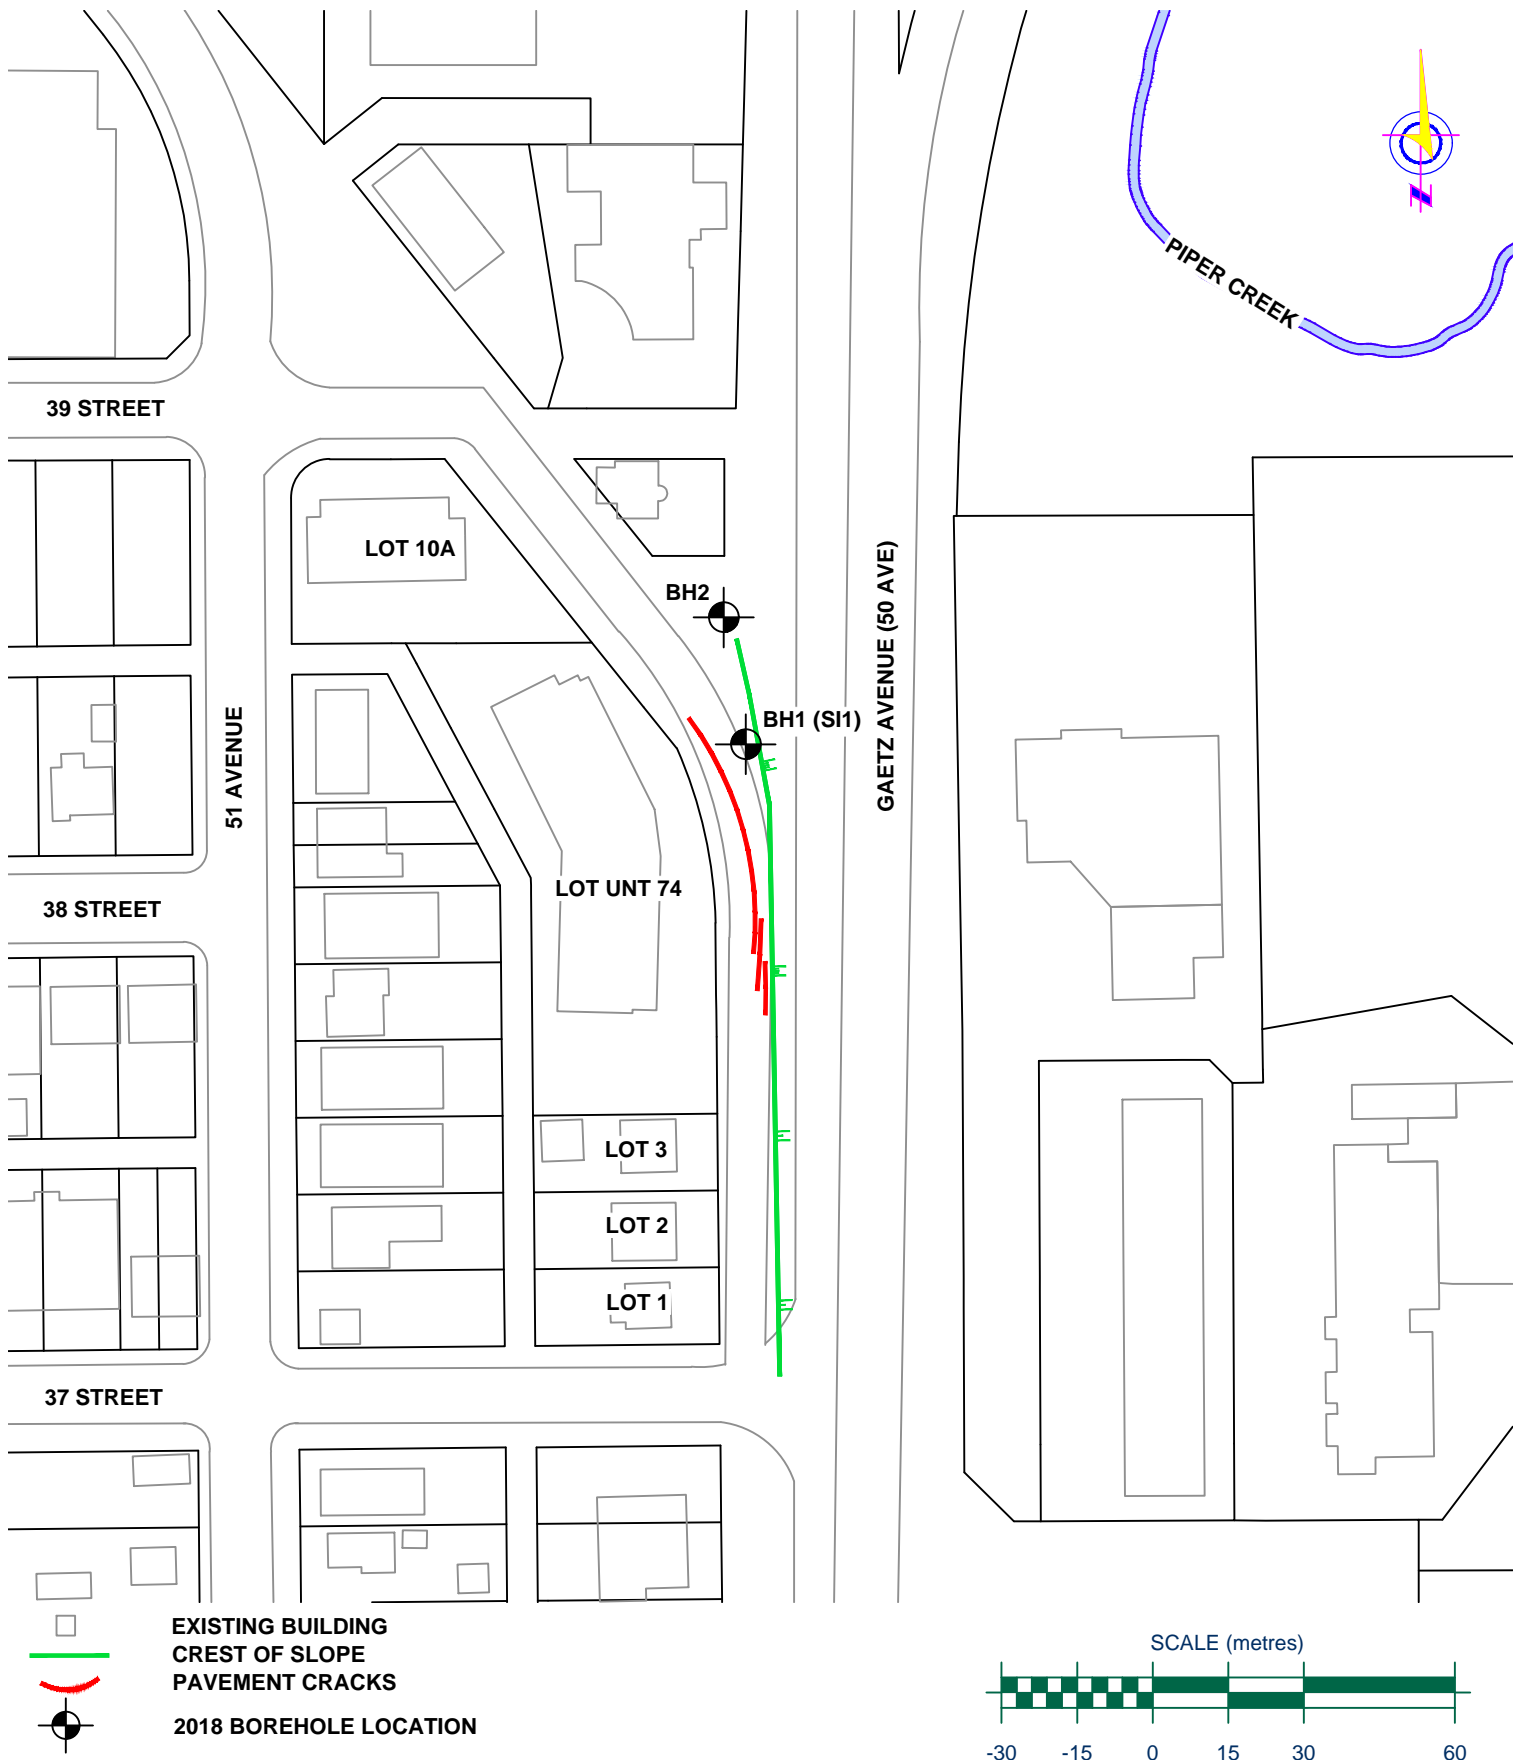 N
PIPER CREEK
39 STREET
LOT 10A
GAETZ AVENUE (50 AVE)
BH2
BH1 (SI1)
51 AVENUE
LOT UNT 74
38 STREET
LOT 3
LOT 2
LOT 1
37 STREET
EXISTING BUILDING
CREST OF SLOPE
PAVEMENT CRACKS
2018 BOREHOLE LOCATION
SCALE (metres)
-30 -15 0 15 30 60